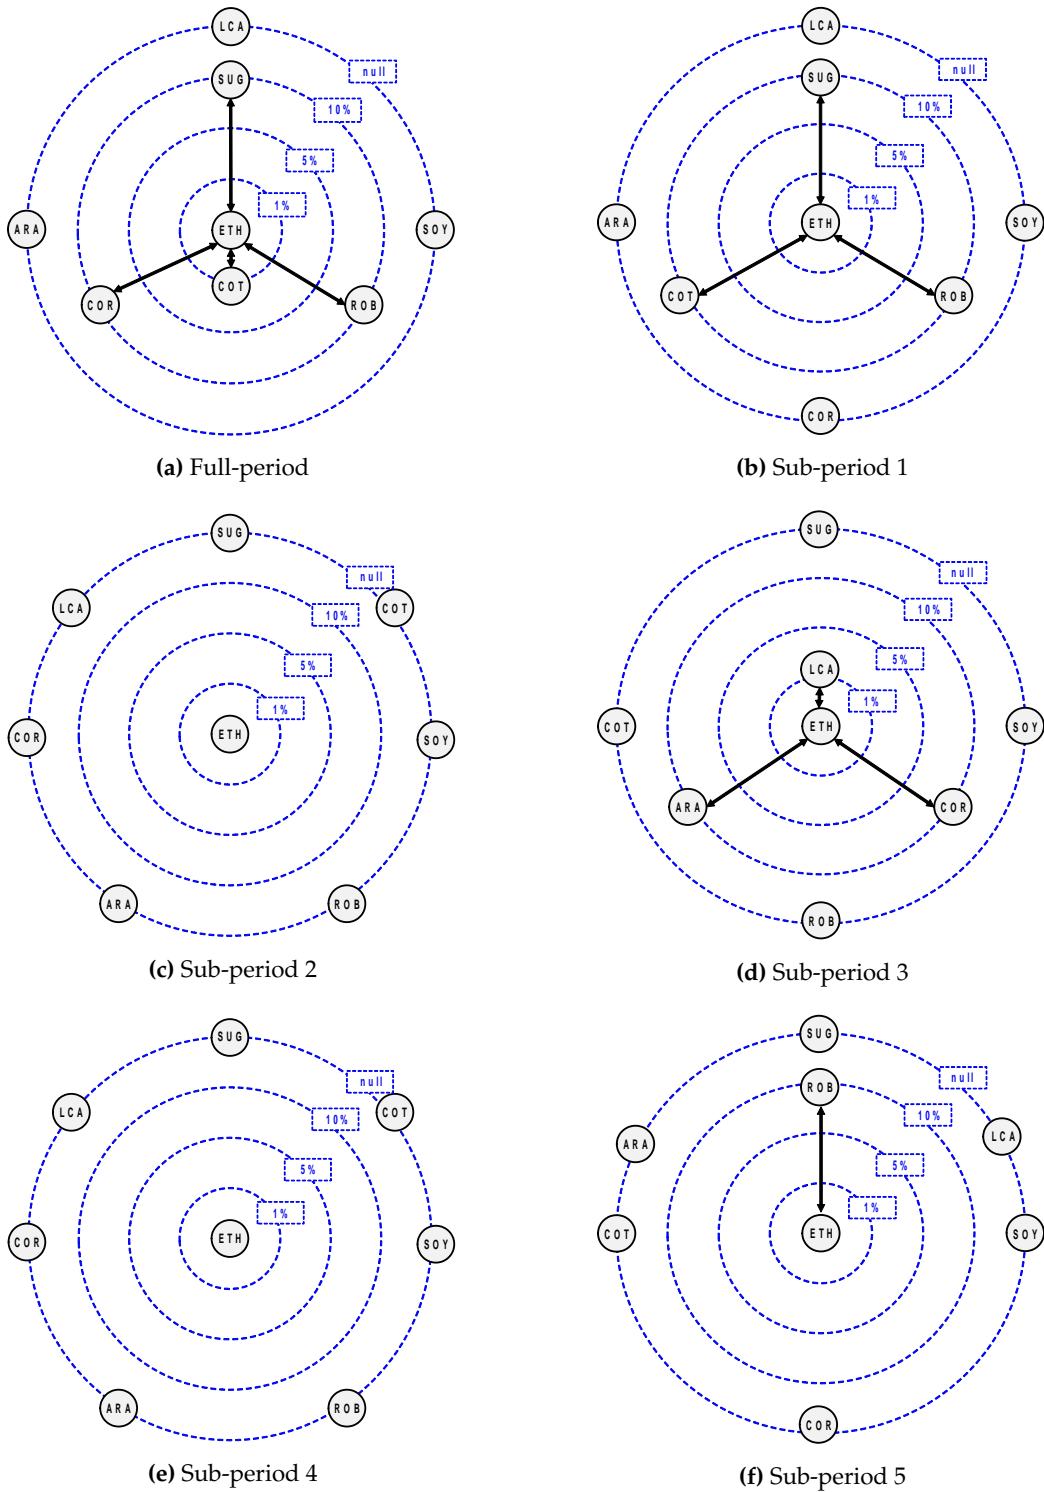 LCA
null
SUG
10%
5%
1%
ARA
ETH
SOY
COT
COR
ROB
(a) Full-period
LCA
null
SUG
10%
5%
1%
ARA
ETH
SOY
COT
ROB
COR
(b) Sub-period 1
SUG
null
LCA
COT
10%
5%
1%
COR
ETH
SOY
ARA
ROB
(c) Sub-period 2
SUG
null
10%
5%
LCA
1%
COT
ETH
SOY
ARA
COR
ROB
(d) Sub-period 3
SUG
null
LCA
COT
10%
5%
1%
COR
ETH
SOY
ARA
ROB
(e) Sub-period 4
SUG
null
ROB
10%
ARA
LCA
5%
1%
COT
ETH
SOY
COR
(f) Sub-period 5